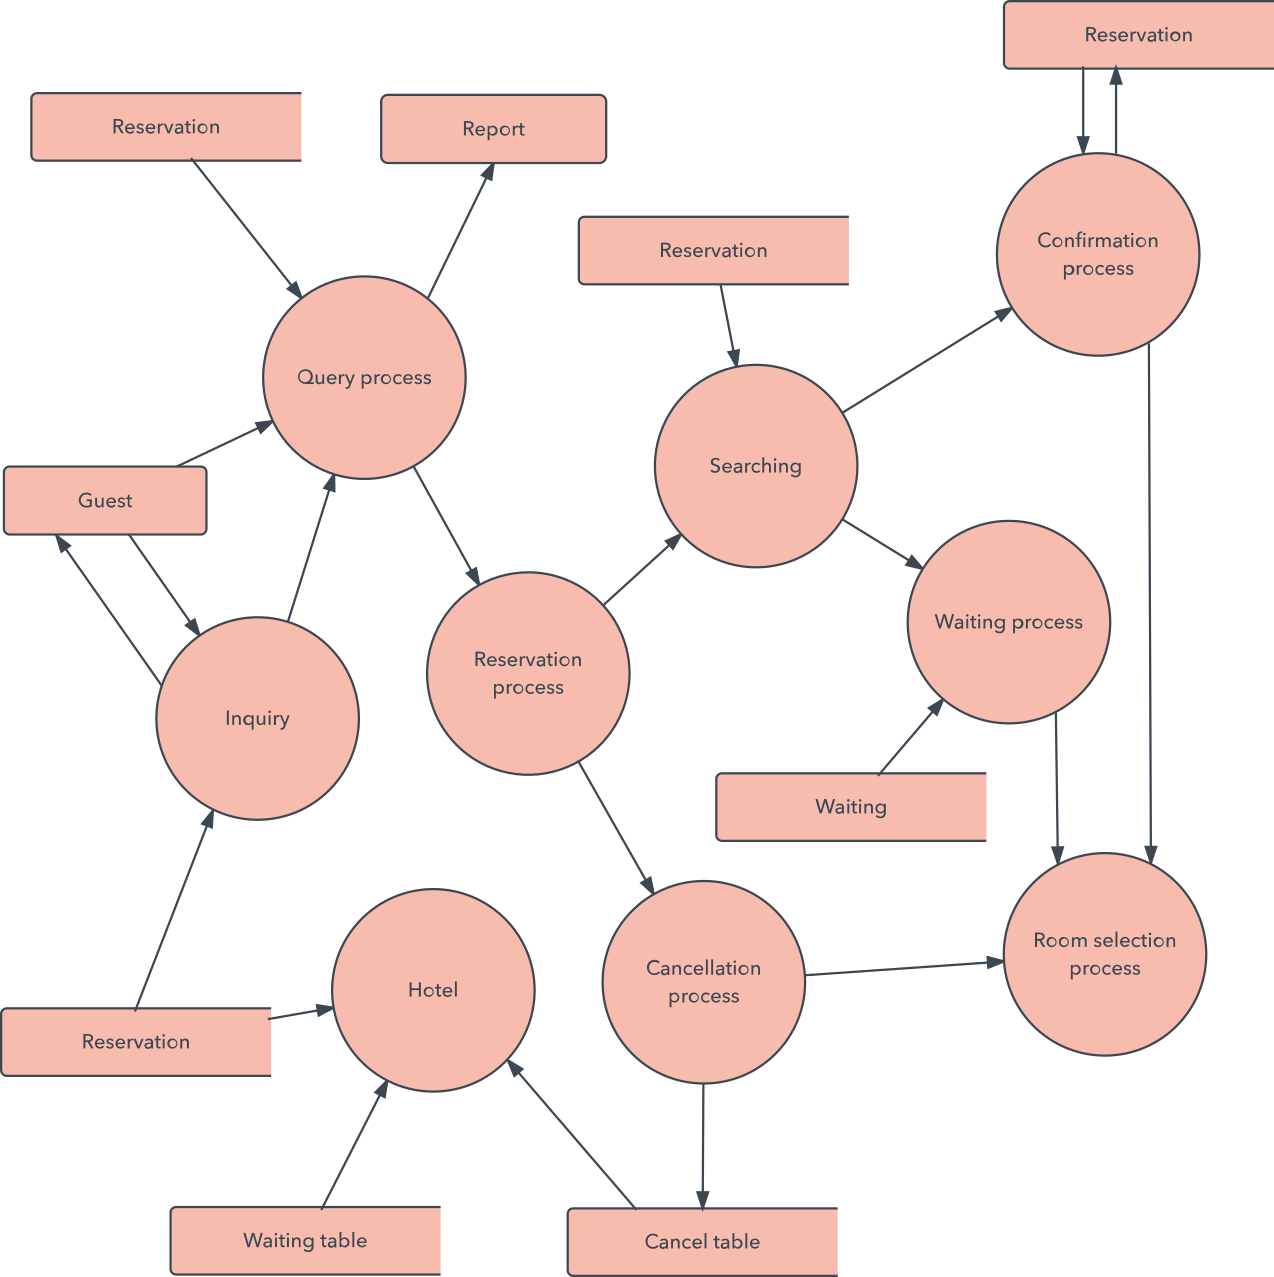 Reservation
Reservation
Report
Reservation
Confirmation
process
Query process
Searching
Guest
Waiting process
Reservation
process
Inquiry
Waiting
Room selection
process
Cancellation
process
Hotel
Reservation
Waiting table
Cancel table